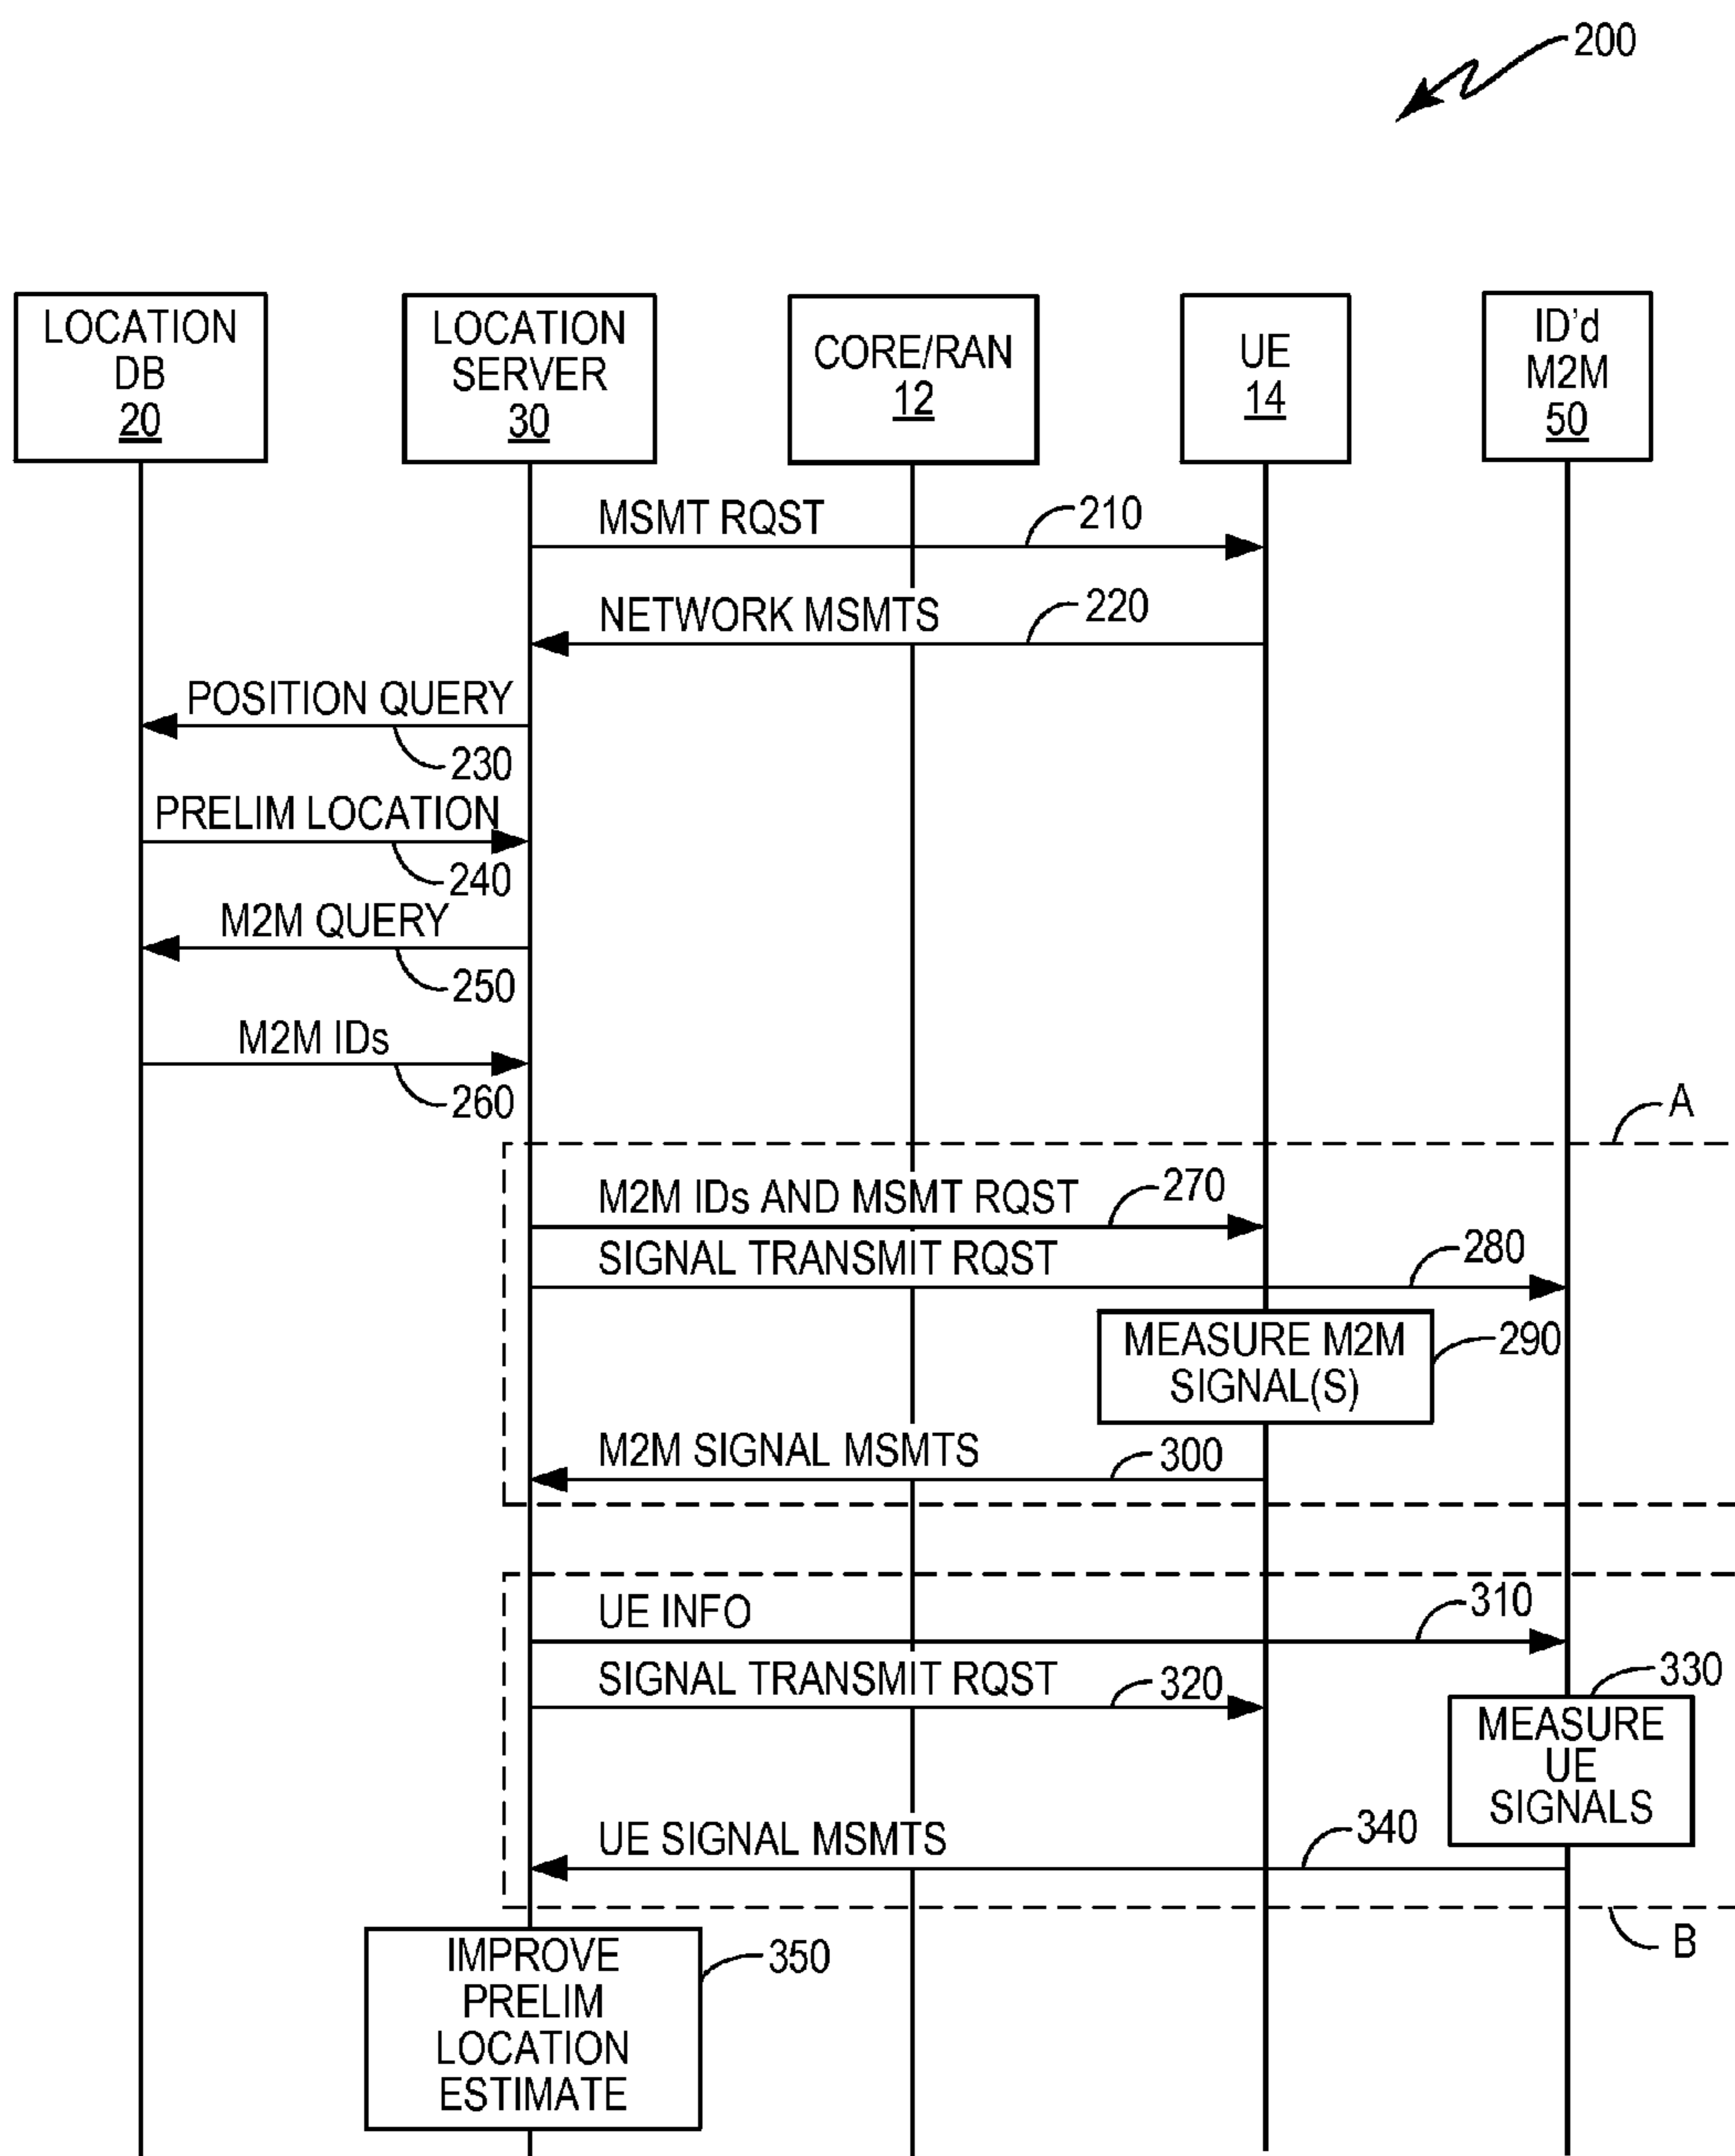 200
LOCATION
DB
20
LOCATION
SERVER
30
CORE/RAN
12
UE
14
ID'd
M2M
50
MSMT RQST
210
NETWORK MSMTS
220
POSITION QUERY
230
PRELIM LOCATION
240
M2M QUERY
250
M2M IDs
260
A
M2M IDs AND MSMT RQST
270
SIGNAL TRANSMIT RQST
280
MEASURE M2M
SIGNAL(S)
290
M2M SIGNAL MSMTS
300
UE INFO
310
SIGNAL TRANSMIT RQST
320
330
MEASURE
UE
SIGNALS
UE SIGNAL MSMTS
340
B
IMPROVE
PRELIM
LOCATION
ESTIMATE
350